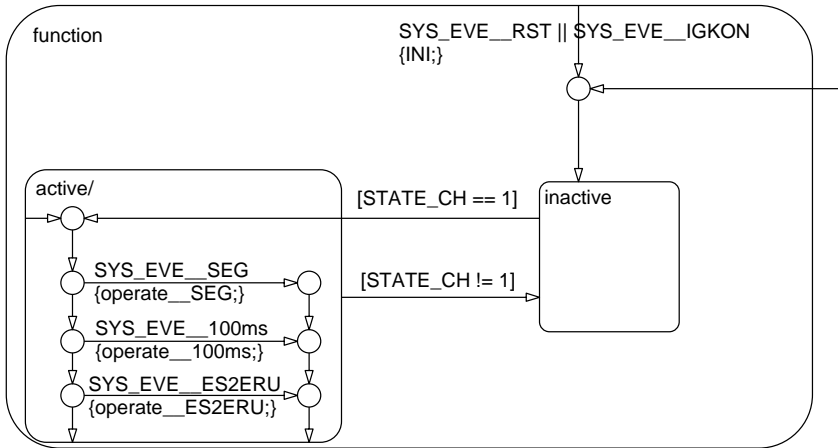 function
SYS_EVE__RST || SYS_EVE__IGKON
{INI;}
active/
[STATE_CH == 1]
inactive
SYS_EVE__SEG
{operate__SEG;}
[STATE_CH != 1]
SYS_EVE__100ms
{operate__100ms;}
SYS_EVE__ES2ERU
{operate__ES2ERU;}